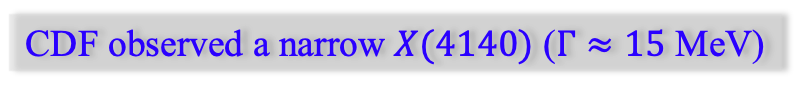 CDF observed a narrow X(4140) (Γ ≈ 15 MeV)